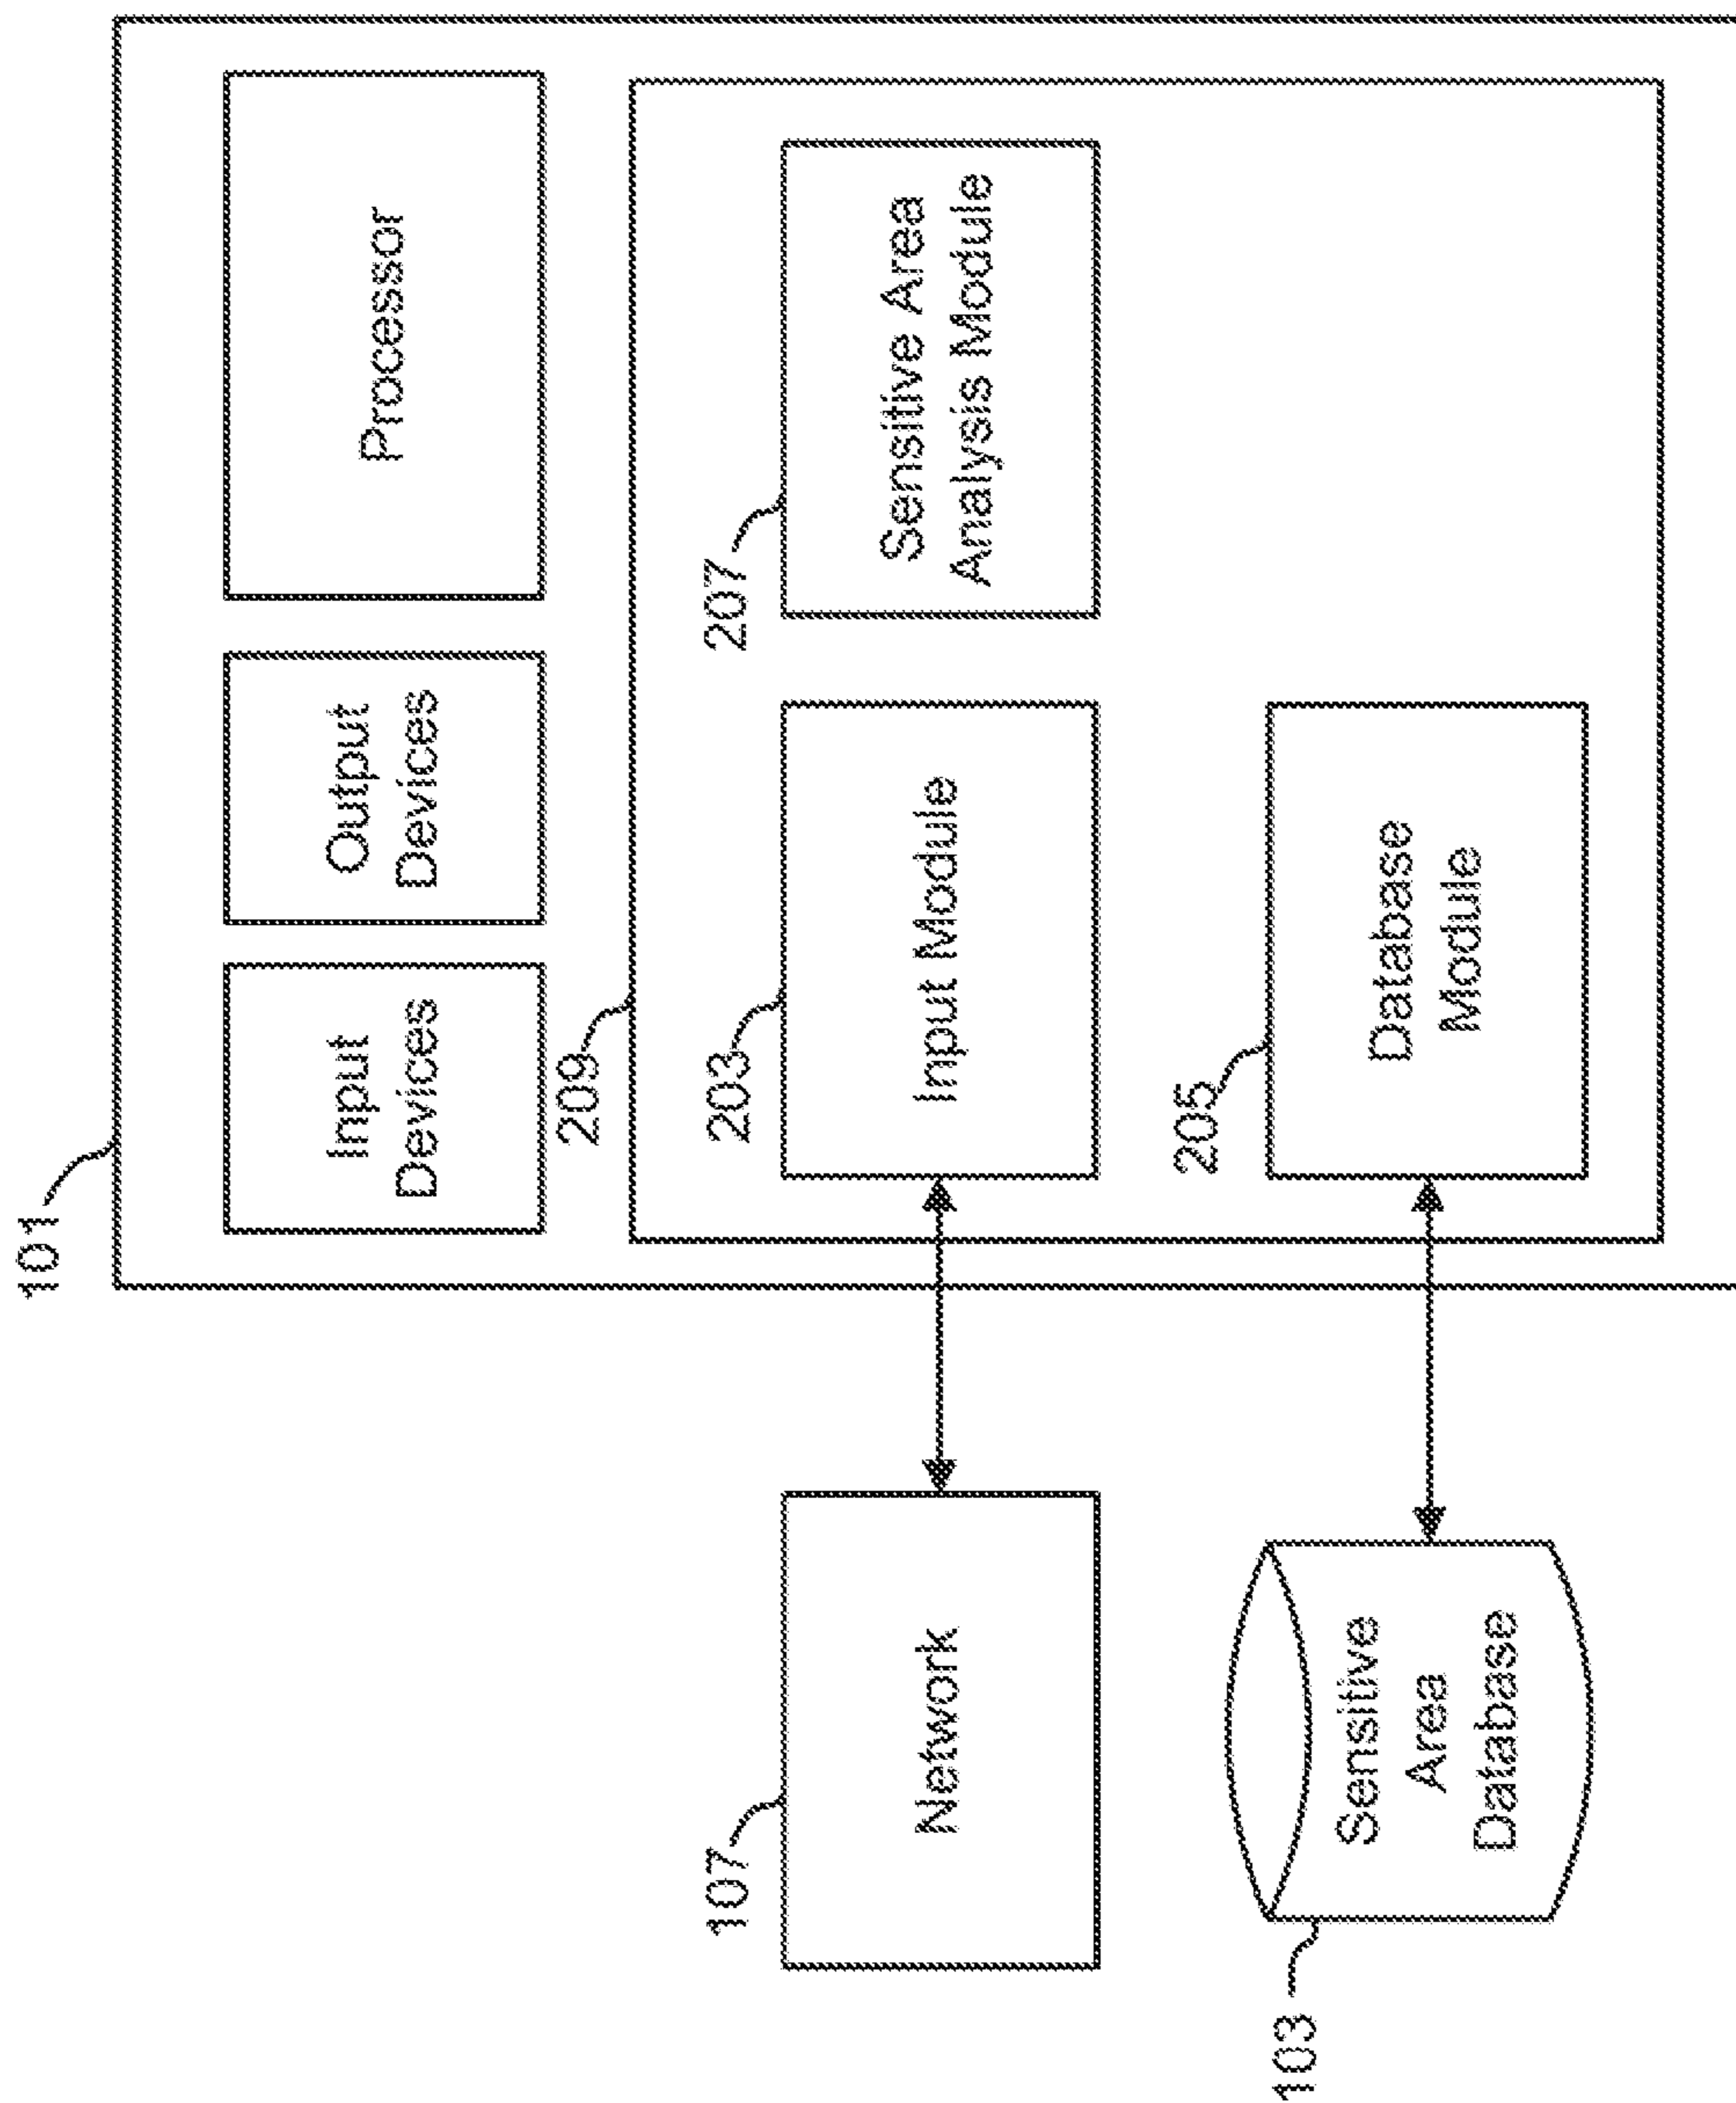 101
Input
Devices
Output
Devices
Processor
209
107
Network
203
Input Module
207
Sensitive Area
Analysis Module
103
Sensitive
Area
Database
205
Database
Module